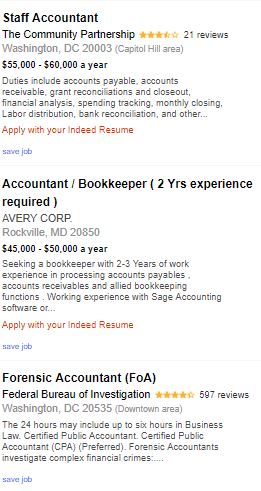 Staff Accountant
The Community Partnership 21 reviews
Washington, DC 20003 (Capitol Hill area)
$55,000 - $60,000 a year
Duties include accounts payable, accounts
receivable, grant reconciliations and closeout,
financial analysis, spending tracking, monthly closing,
Labor distribution, bank reconciliation, and other...
Apply with your Indeed Resume
save job
Accountant / Bookkeeper ( 2 Yrs experience
required )
AVERY CORP.
Rockville, MD 20850
$45,000 - $50,000 a year
Seeking a bookkeeper with 2-3 Years of work
experience in processing accounts payables ,
accounts receivables and allied bookkeeping
functions . Working experience with Sage Accounting
software or...
Apply with your Indeed Resume
save job
Forensic Accountant (FoA)
Federal Bureau of Investigation 597 reviews
Washington, DC 20535 (Downtown area)
The 24 hours may include up to six hours in Business
Law. Certified Public Accountant. Certified Public
Accountant (CPA) (Preferred). Forensic Accountants
investigate complex financial crimes:....
save job